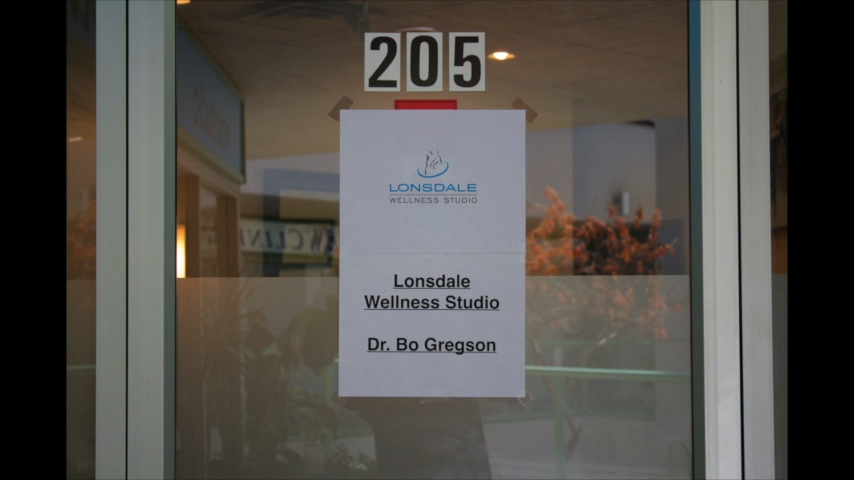 205
LONSDALE
WELLNESS STUDIO
Lonsdale
Wellness Studio
Dr. Bo Gregson